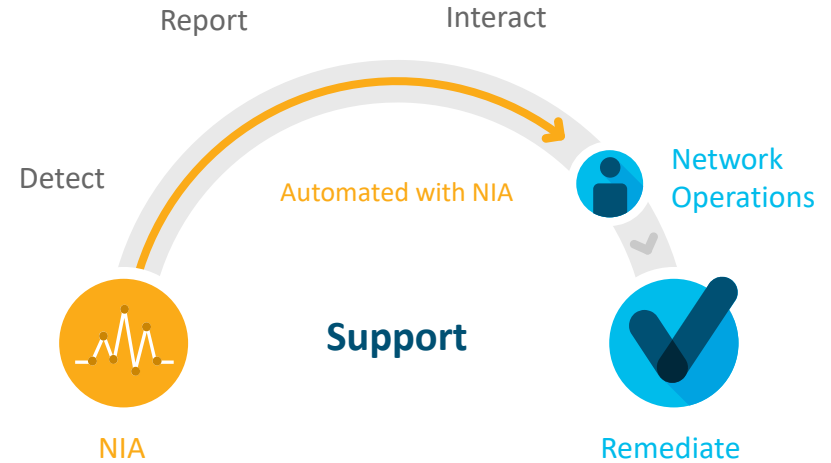 Report
Interact
Detect
Network
Operations
Automated with NIA
Support
NIA
Remediate